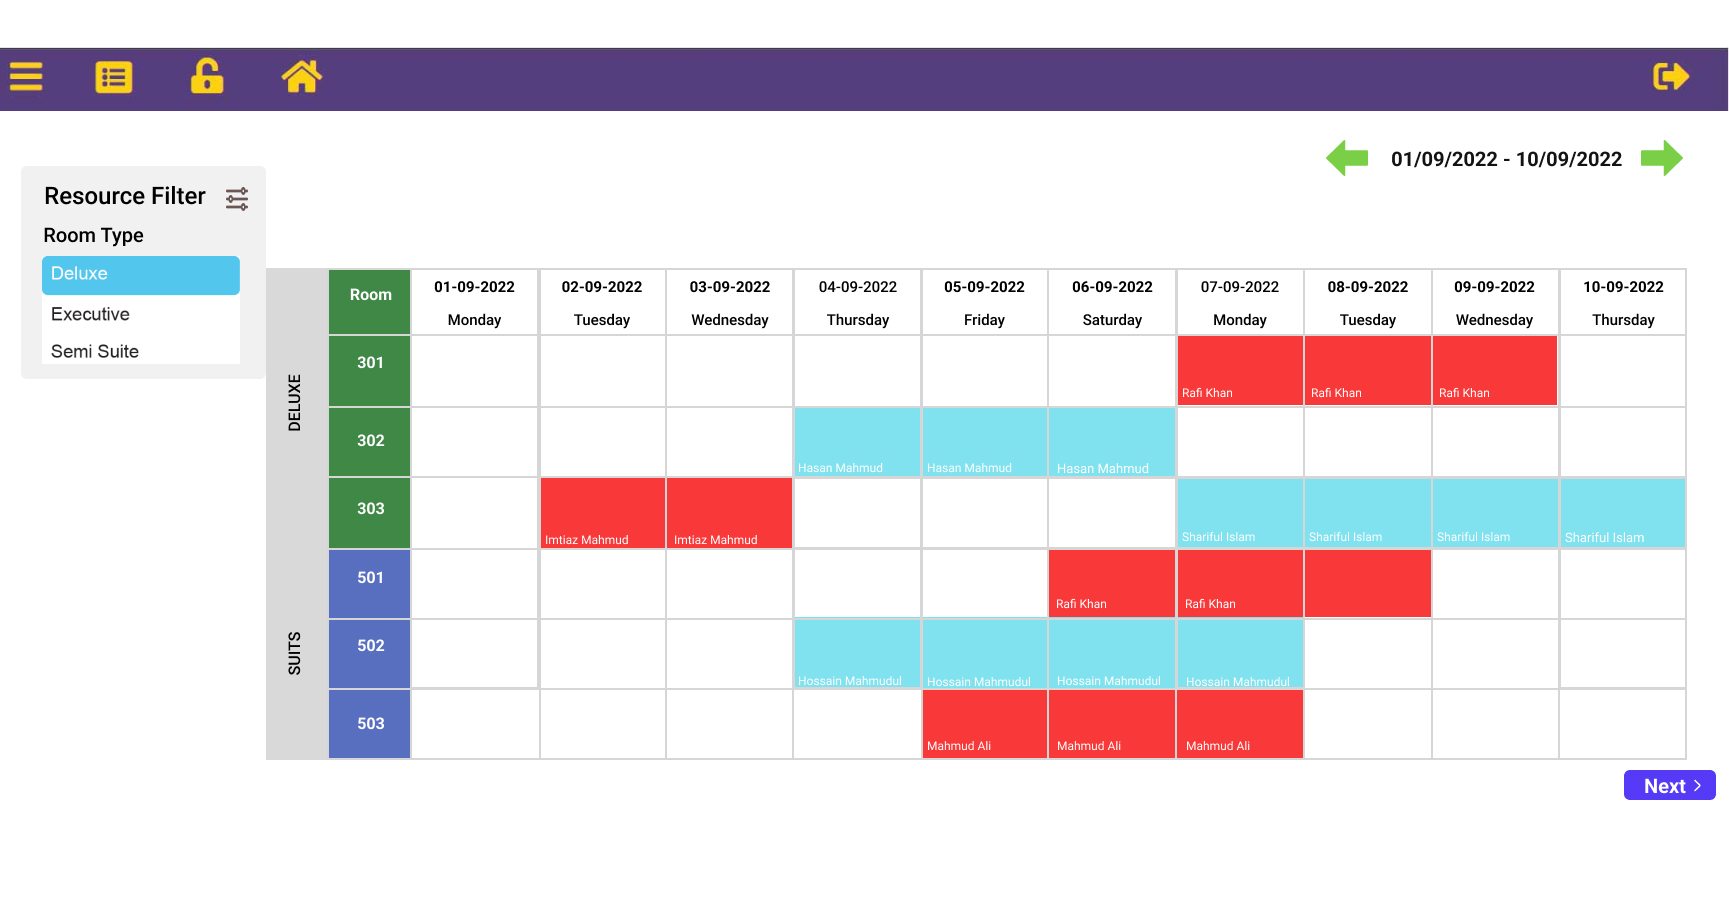 01/09/2022 - 10/09/2022
Resource Filter
Room Type
Deluxe
Executive
Semi Suite
Room 01-09-2022 02-09-2022 03-09-2022 04-09-2022 05-09-2022 06-09-2022 07-09-2022 08-09-2022 09-09-2022 10-09-2022
Monday Tuesday Wednesday Thursday Friday Saturday Monday Tuesday Wednesday Thursday
DELUXE
301
Rafi Khan Rafi Khan Rafi Khan
302
Hasan Mahmud Hasan Mahmud Hasan Mahmud
303
Imtiaz Mahmud Imtiaz Mahmud Shariful Islam Shariful Islam Shariful Islam Shariful Islam
SUITS
501
Rafi Khan Rafi Khan
502
Hossain Mahmudul Hossain Mahmudul Hossain Mahmudul Hossain Mahmudul
503
Mahmud Ali Mahmud Ali Mahmud Ali
Next >